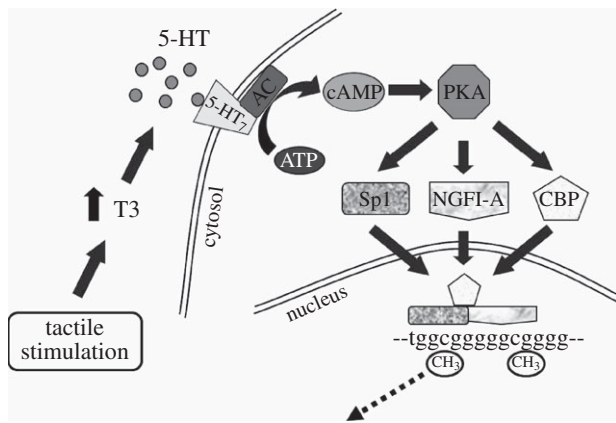 5-HT
5-HT7
AC
cAMP
PKA
ATP
T3
Sp1
NGFI-A
CBP
cytosol
nucleus
tactile
stimulation
--tggcgggggcgggg--
CH3
CH3